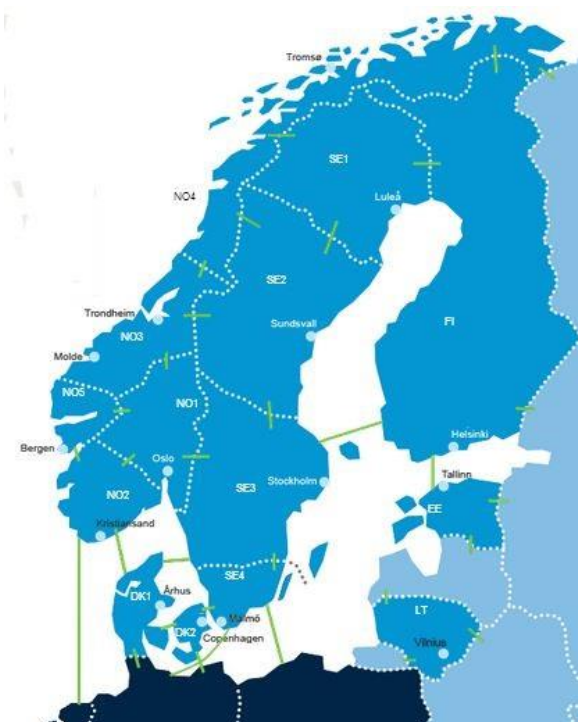 Tromsø
SE1
NO4
Luleå
SE2
Trondheim
FI
Sundsvall
NO3
Molde
NO5
NO1
Bergen
Oslo
Helsinki
Tallinn
Stockholm
SE3
NO2
EE
Kristiansand
SE4
DK1
Århus
LT
Malmö
DK2
Copenhagen
Vilnius